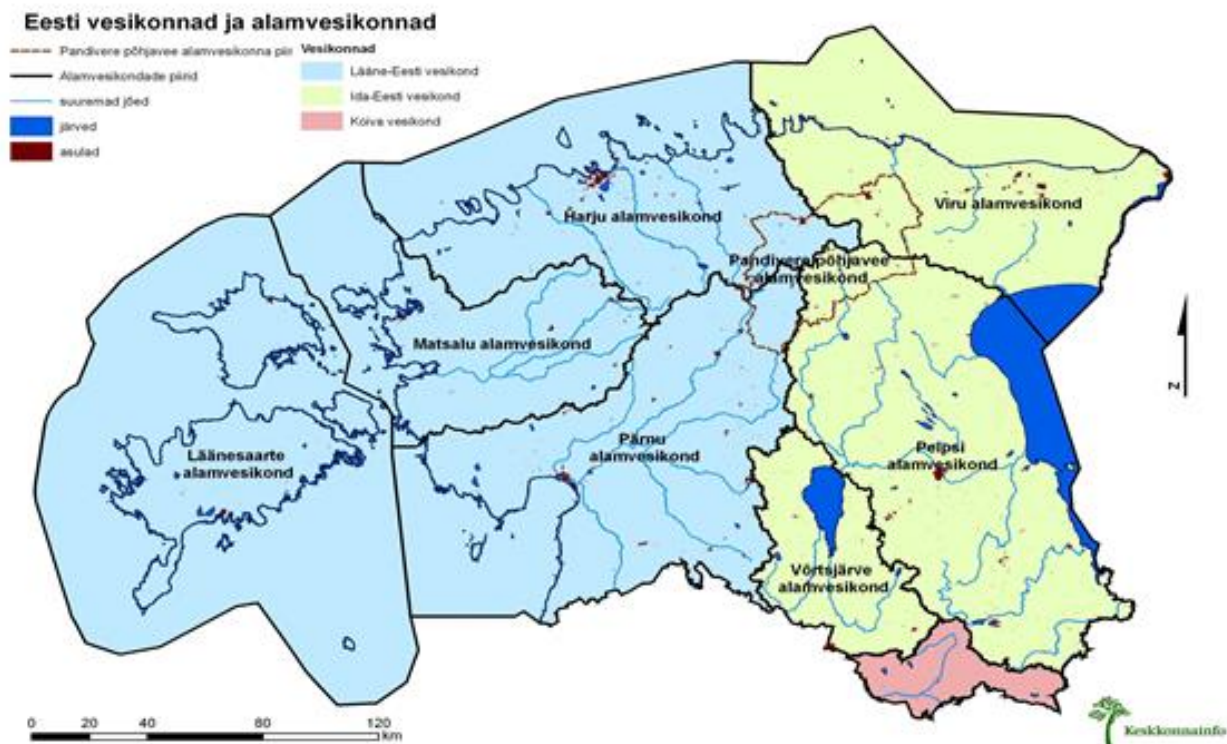 Eesti vesikonnad ja alamvesikonnad
Pandivere põhjavee alamvesikonna piir
Alamvesikondade piirid
suuremad jõed
järved
asulad
Vesikonnad
Lääne-Eesti vesikond
Ida-Eesti vesikond
Koiva vesikond
Harju alamvesikond
Viru alamvesikond
Pandivere põhjavee
alamvesikond
Matsalu alamvesikond
Läänesaarte
alamvesikond
Pärnu
alamvesikond
Peipsi
alamvesikond
Võrtsjärve
alamvesikond
N
0 20 40 80 120
km
Keskkonnainfo